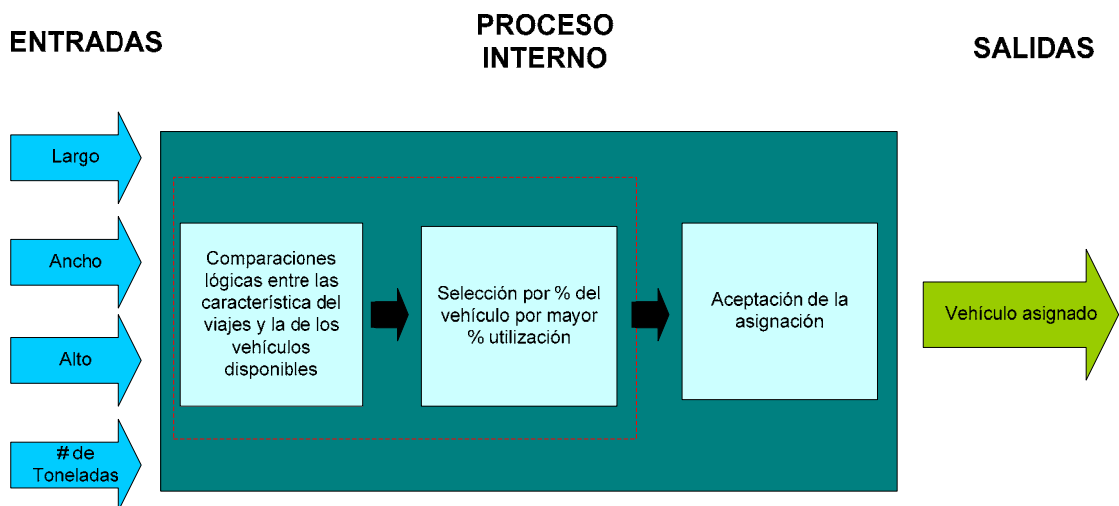 ENTRADAS
PROCESO
INTERNO
SALIDAS
Largo
Ancho
Alto
# de
Toneladas
Comparaciones
lógicas entre las
característica del
viajes y la de los
vehículos
disponibles
Selección por % del
vehículo por mayor
% utilización
Aceptación de la
asignación
Vehículo asignado